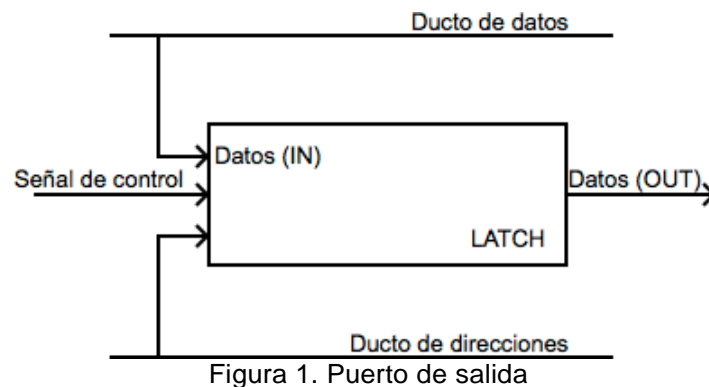 Ducto de datos
Datos (IN)
Señal de control
Datos (OUT)
LATCH
Ducto de direcciones
Figura 1. Puerto de salida